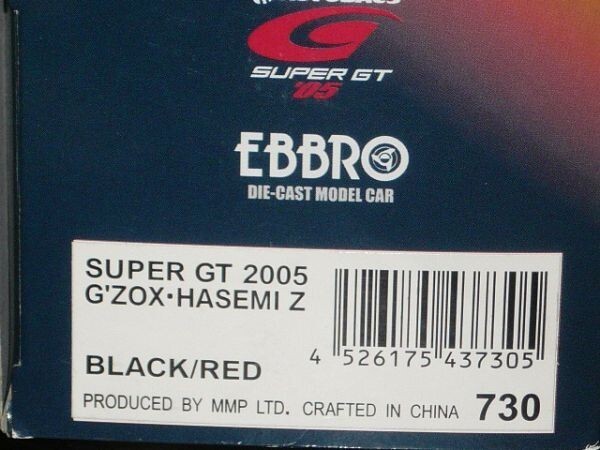 SUPER GT
'05
EBBRO
DIE-CAST MODEL CAR
SUPER GT 2005
G'ZOX·HASEMI Z
BLACK/RED
4 526175 437305
PRODUCED BY MMP LTD. CRAFTED IN CHINA 730